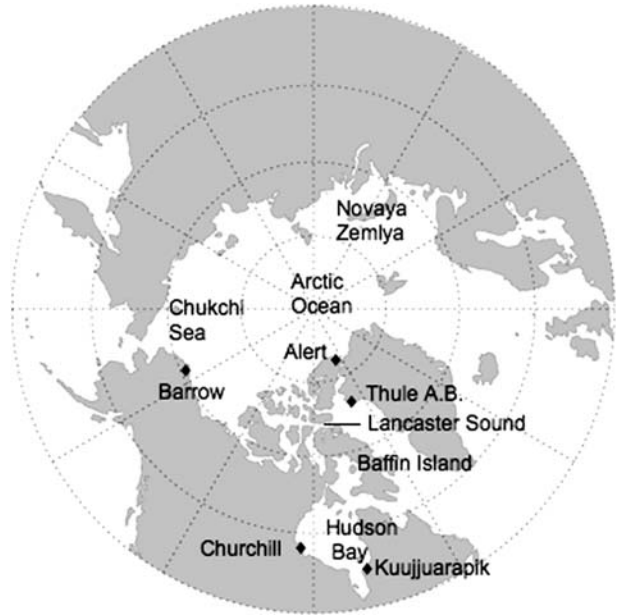 Novaya
Zemlya
Arctic
Ocean
Chukchi
Sea
Alert
Barrow
Thule A.B.
Lancaster Sound
Baffin Island
Hudson
Bay
Churchill
Kuujjuarapik